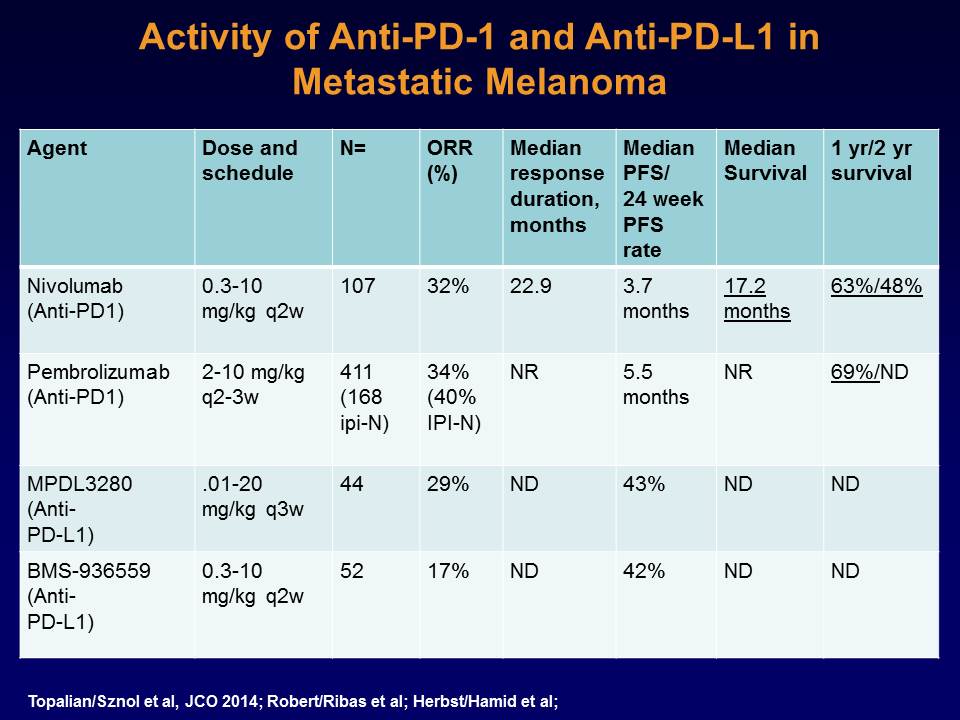 Activity of Anti-PD-1 and Anti-PD-L1 in
Metastatic Melanoma
Agent
Dose and
schedule
N=
ORR
(%)
Median
response
duration,
months
Median
PFS/
24 week
PFS
rate
Median
Survival
1 yr/2 yr
survival
Nivolumab
(Anti-PD1)
0.3-10
mg/kg q2w
107
32%
22.9
3.7
months
17.2
months
63%/48%
Pembrolizumab
(Anti-PD1)
2-10 mg/kg
q2-3w
411
(168
ipi-N)
34%
(40%
IPI-N)
NR
5.5
months
NR
69%/ND
MPDL3280
(Anti-
PD-L1)
.01-20
mg/kg q3w
44
29%
ND
43%
ND
ND
BMS-936559
(Anti-
PD-L1)
0.3-10
mg/kg q2w
52
17%
ND
42%
ND
ND
Topalian/Sznol et al, JCO 2014; Robert/Ribas et al; Herbst/Hamid et al;